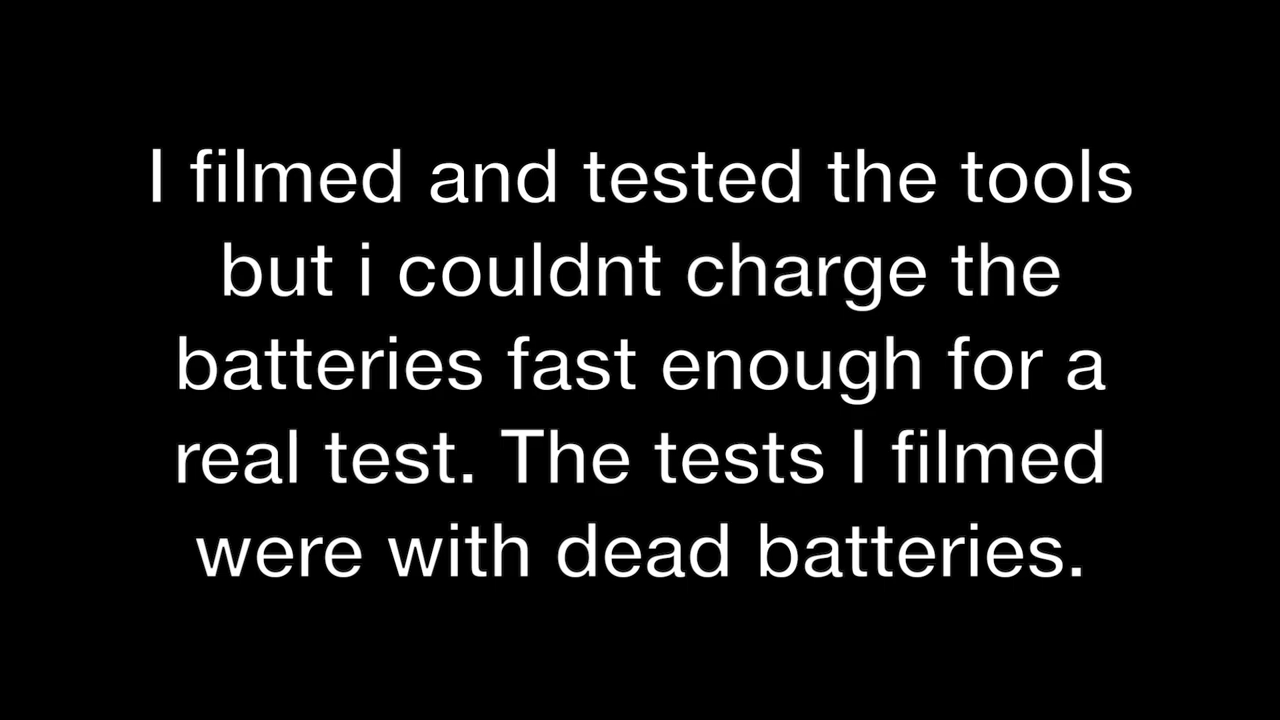 I filmed and tested the tools
but i couldnt charge the
batteries fast enough for a
real test. The tests I filmed
were with dead batteries.